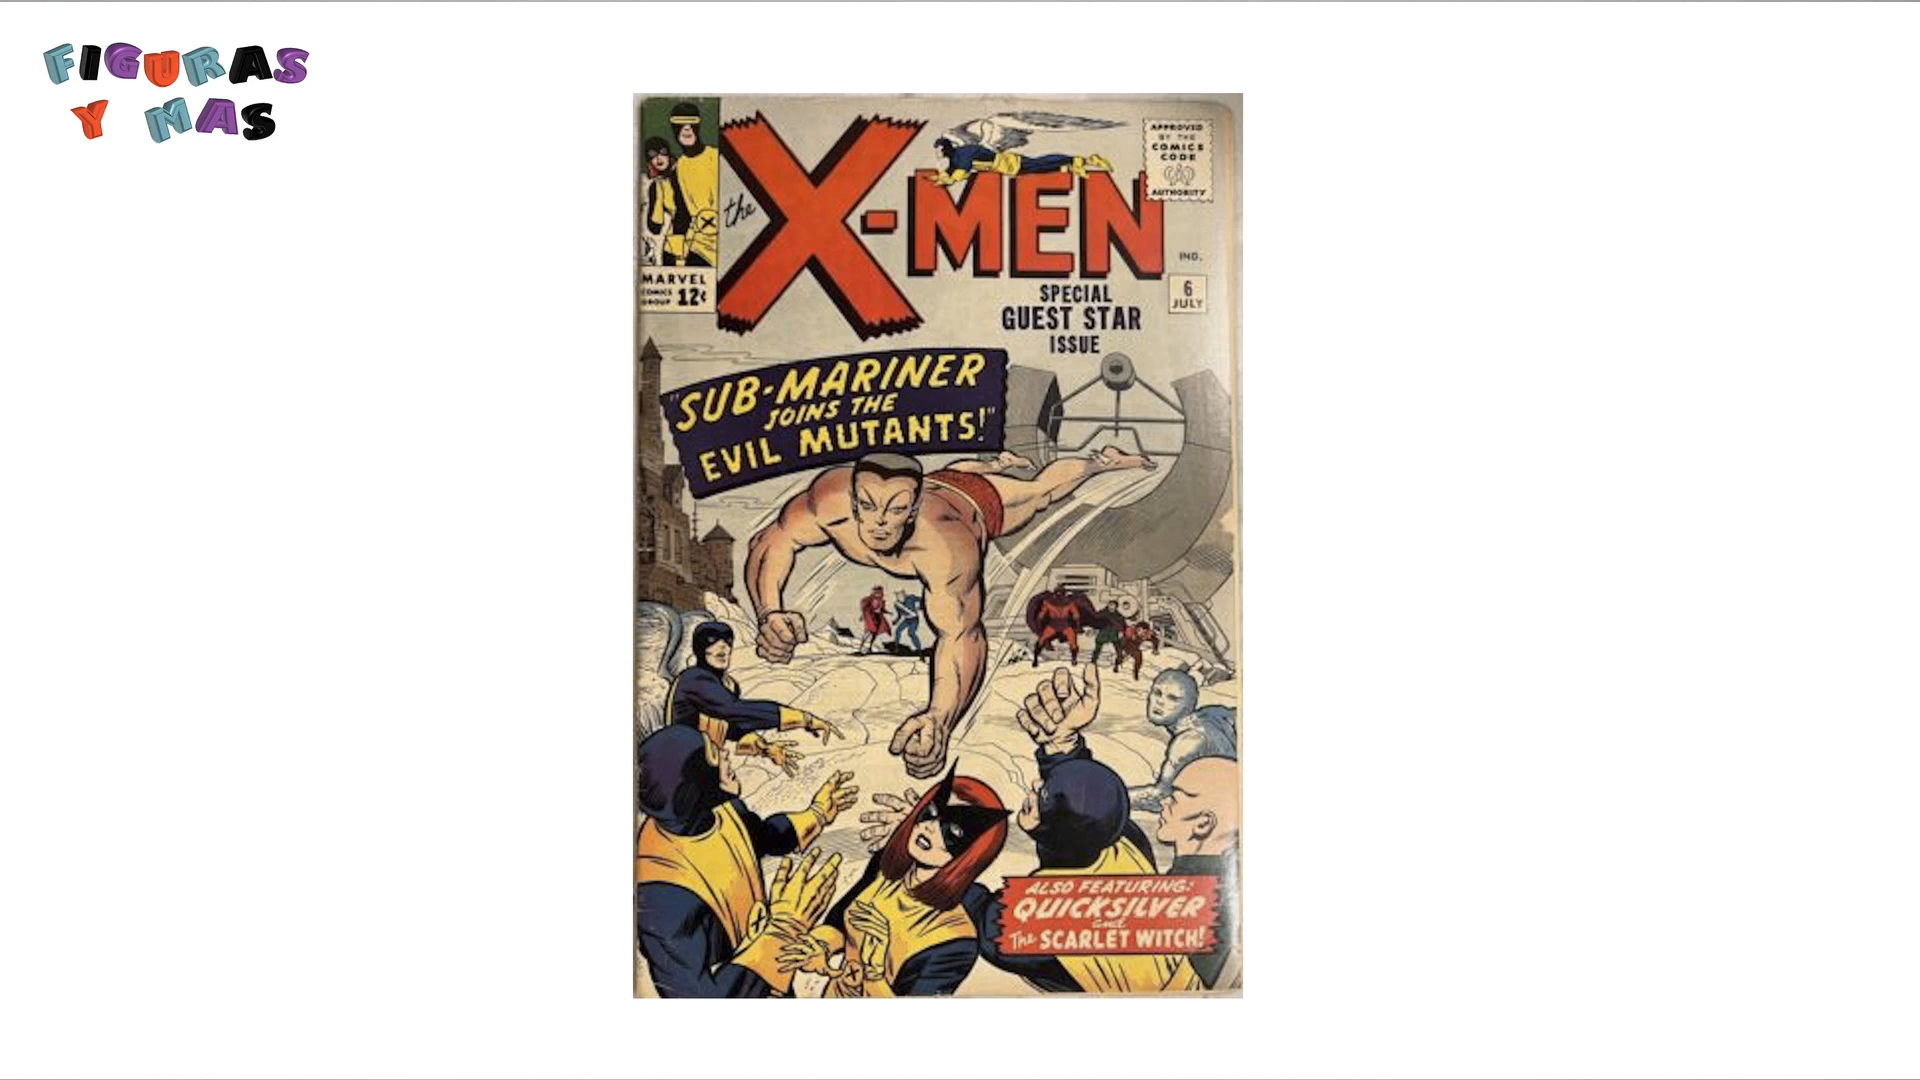 FIGURAS
Y MAS
the X-MEN
APPROVED
BY THE
COMICS
CODE
AUTHORITY
IND.
MARVEL
COMICS
GROUP 12¢
6
JULY
SPECIAL
GUEST STAR
ISSUE
"SUB-MARINER
JOINS THE
EVIL MUTANTS!"
ALSO FEATURING:
QUICKSILVER
and
The SCARLET WITCH!